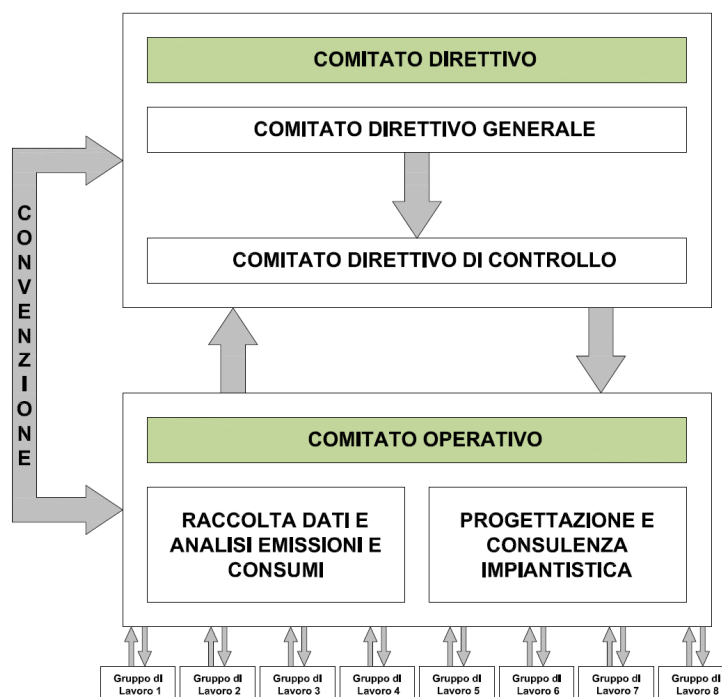 COMITATO DIRETTIVO
COMITATO DIRETTIVO GENERALE
COMITATO DIRETTIVO DI CONTROLLO
CONVENZIONE
COMITATO OPERATIVO
RACCOLTA DATI E
ANALISI EMISSIONI E
CONSUMI
PROGETTAZIONE E
CONSULENZA
IMPIANTISTICA
Gruppo di
Lavoro 1
Gruppo di
Lavoro 2
Gruppo di
Lavoro 3
Gruppo di
Lavoro 4
Gruppo di
Lavoro 5
Gruppo di
Lavoro 6
Gruppo di
Lavoro 7
Gruppo di
Lavoro 8